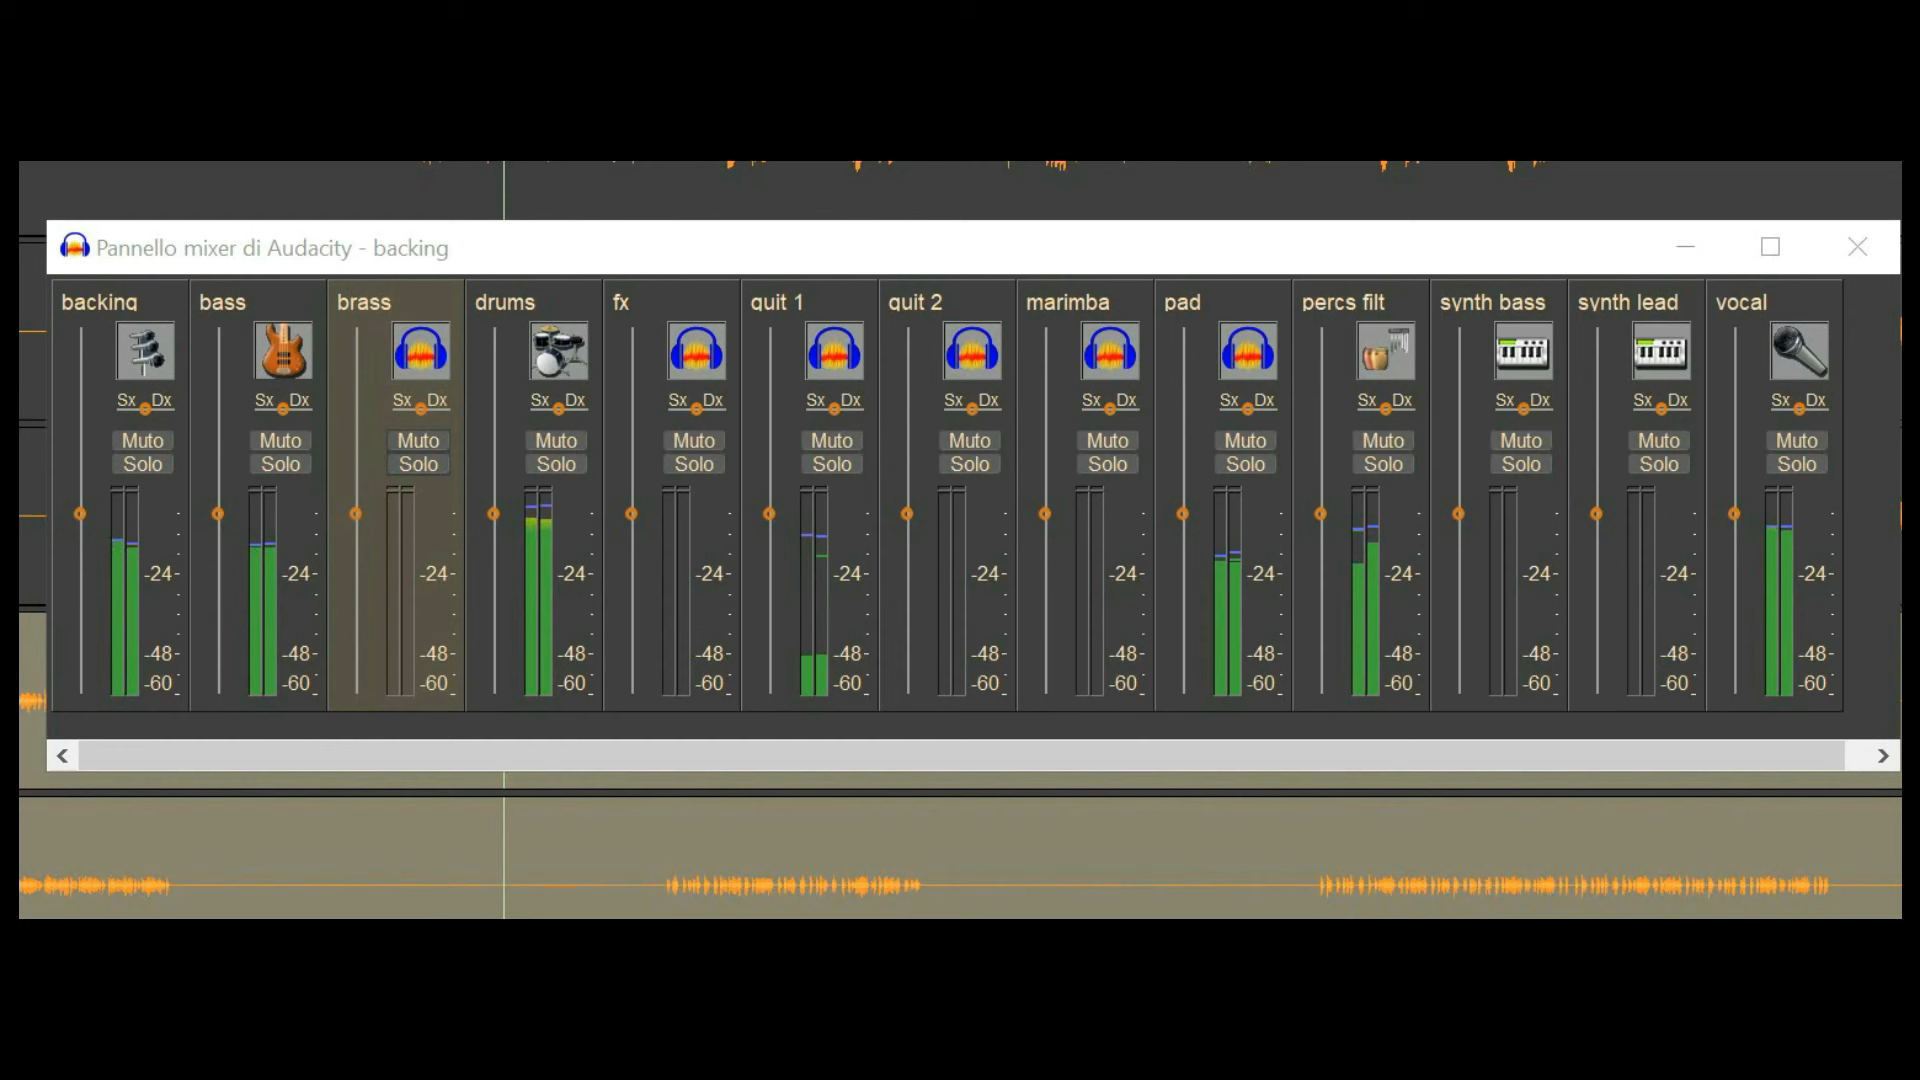 Pannello mixer di Audacity - backing
backing bass brass drums fx guit 1 guit 2 marimba pad percs filt synth bass synth lead vocal
Sx Dx Sx Dx Sx Dx Sx Dx Sx Dx Sx Dx Sx Dx Sx Dx Sx Dx Sx Dx Sx Dx Sx Dx Sx Dx
Muto Muto Muto Muto Muto Muto Muto Muto Muto Muto Muto Muto Muto
Solo Solo Solo Solo Solo Solo Solo Solo Solo Solo Solo Solo Solo
-24- -24- -24- -24- -24- -24- -24- -24- -24- -24- -24- -24- -24-
-48- -48- -48- -48- -48- -48- -48- -48- -48- -48- -48- -48- -48-
-60- -60- -60- -60- -60- -60- -60- -60- -60- -60- -60- -60- -60-